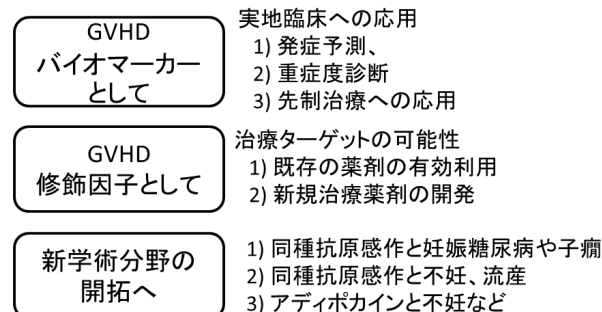 GVHD
バイオマーカー
として
実地臨床への応用
1) 発症予測、
2) 重症度診断
3) 先制治療への応用
GVHD
修飾因子として
治療ターゲットの可能性
1) 既存の薬剤の有効利用
2) 新規治療薬剤の開発
新学術分野の
開拓へ
1) 同種抗原感作と妊娠糖尿病や子癇
2) 同種抗原感作と不妊、流産
3) アディポカインと不妊など